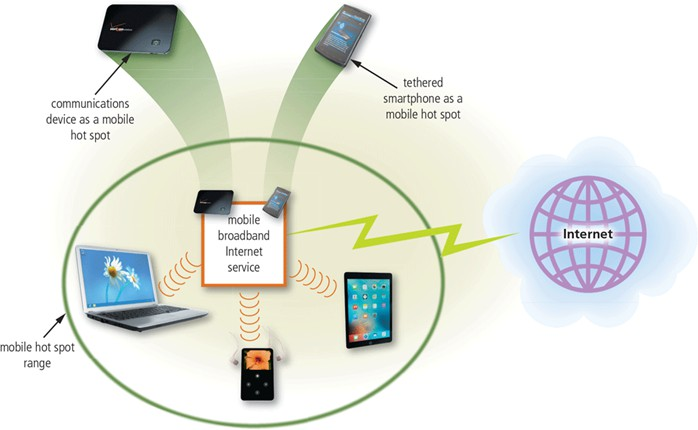 communications
device as a mobile
hot spot
tethered
smartphone as a
mobile hot spot
mobile
broadband
Internet
service
Internet
mobile hot spot
range